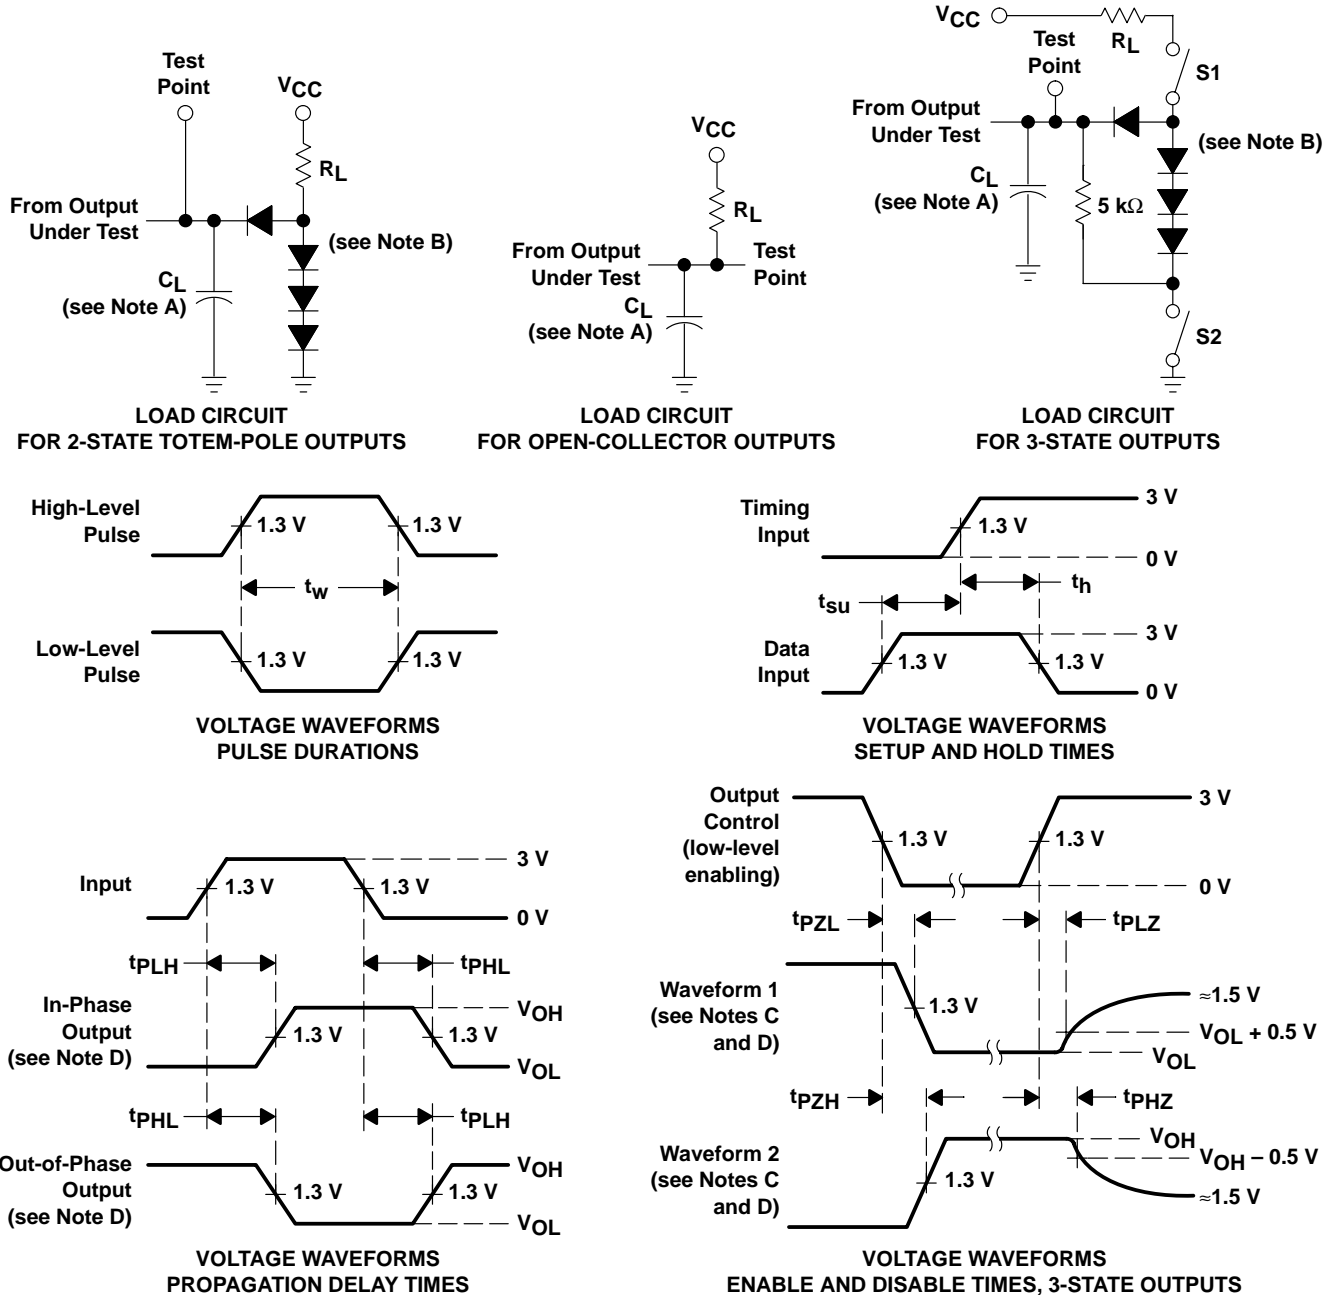 Test
Point
VCC
RL
From Output
Under Test
(see Note B)
CL
(see Note A)
LOAD CIRCUIT
FOR 2-STATE TOTEM-POLE OUTPUTS
VCC
RL
From Output
Under Test
Test
Point
CL
(see Note A)
LOAD CIRCUIT
FOR OPEN-COLLECTOR OUTPUTS
VCC
RL
Test
Point
S1
From Output
Under Test
(see Note B)
CL
(see Note A)
5 kΩ
S2
LOAD CIRCUIT
FOR 3-STATE OUTPUTS
High-Level
Pulse
1.3 V
1.3 V
tw
Low-Level
Pulse
1.3 V
1.3 V
VOLTAGE WAVEFORMS
PULSE DURATIONS
Timing
Input
1.3 V
3 V
0 V
tsu
th
Data
Input
1.3 V
1.3 V
3 V
0 V
VOLTAGE WAVEFORMS
SETUP AND HOLD TIMES
Input
1.3 V
1.3 V
3 V
0 V
tPLH
tPHL
In-Phase
Output
(see Note D)
1.3 V
1.3 V
VOH
VOL
tPHL
tPLH
Out-of-Phase
Output
(see Note D)
1.3 V
1.3 V
VOH
VOL
VOLTAGE WAVEFORMS
PROPAGATION DELAY TIMES
Output
Control
(low-level
enabling)
1.3 V
1.3 V
3 V
0 V
tPZL
tPLZ
Waveform 1
(see Notes C
and D)
1.3 V
≈1.5 V
VOL + 0.5 V
VOL
tPZH
tPHZ
Waveform 2
(see Notes C
and D)
1.3 V
VOH
VOH – 0.5 V
≈1.5 V
VOLTAGE WAVEFORMS
ENABLE AND DISABLE TIMES, 3-STATE OUTPUTS